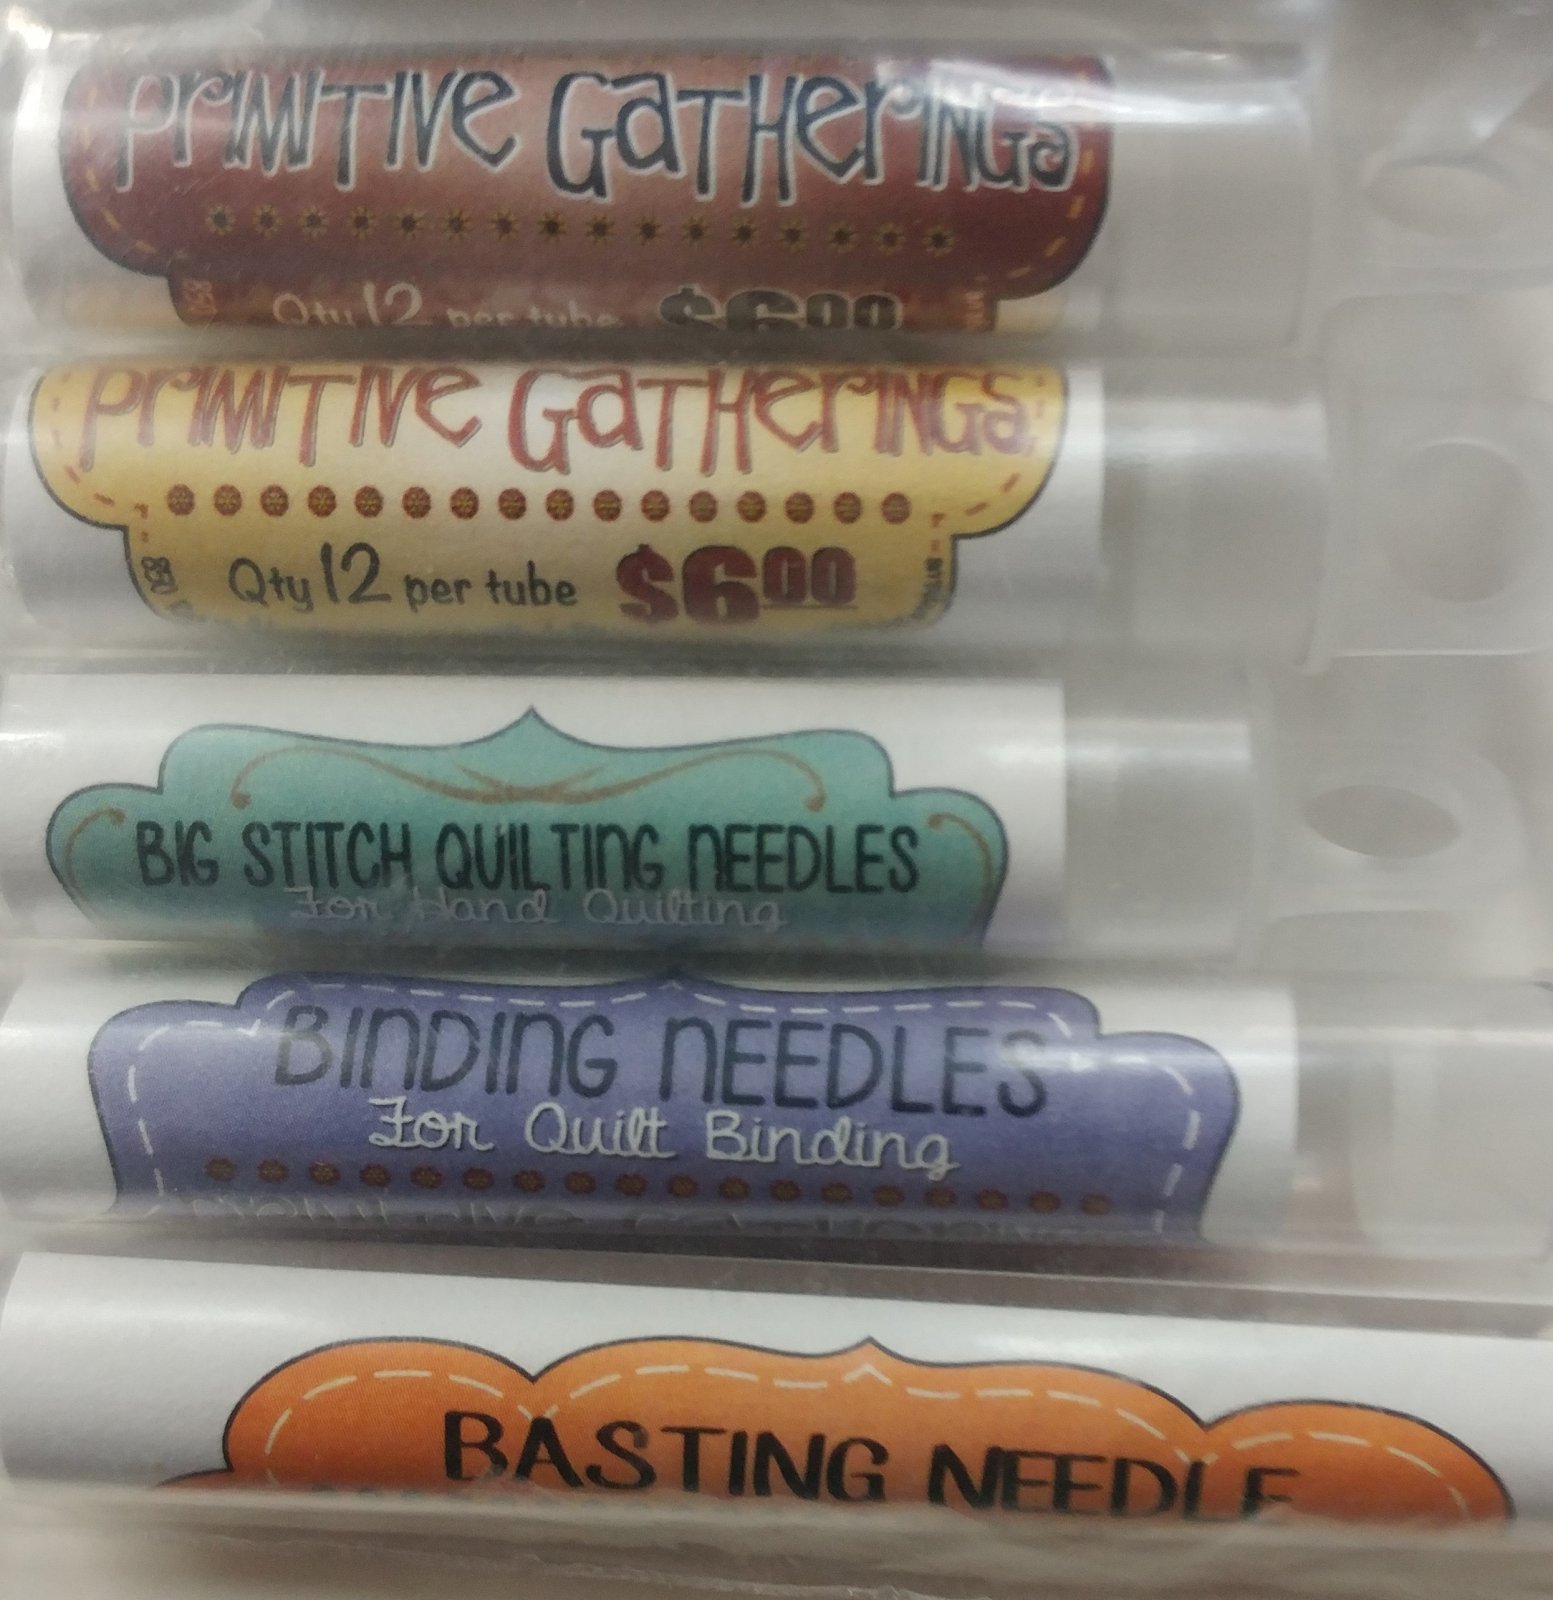 PRIMITIVE GATHERINGS
Qty 12 per tube $6.00
PRIMITIVE GATHERINGS
Qty 12 per tube $6.00
BIG STITCH QUILTING NEEDLES
For Hand Quilting
BINDING NEEDLES
For Quilt Binding
BASTING NEEDLE